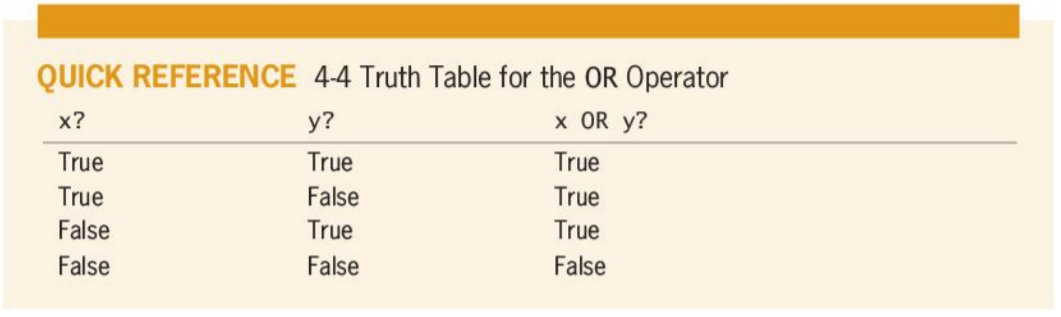 QUICK REFERENCE 4-4 Truth Table for the OR Operator
x? y? x OR y?
True True True
True False True
False True True
False False False